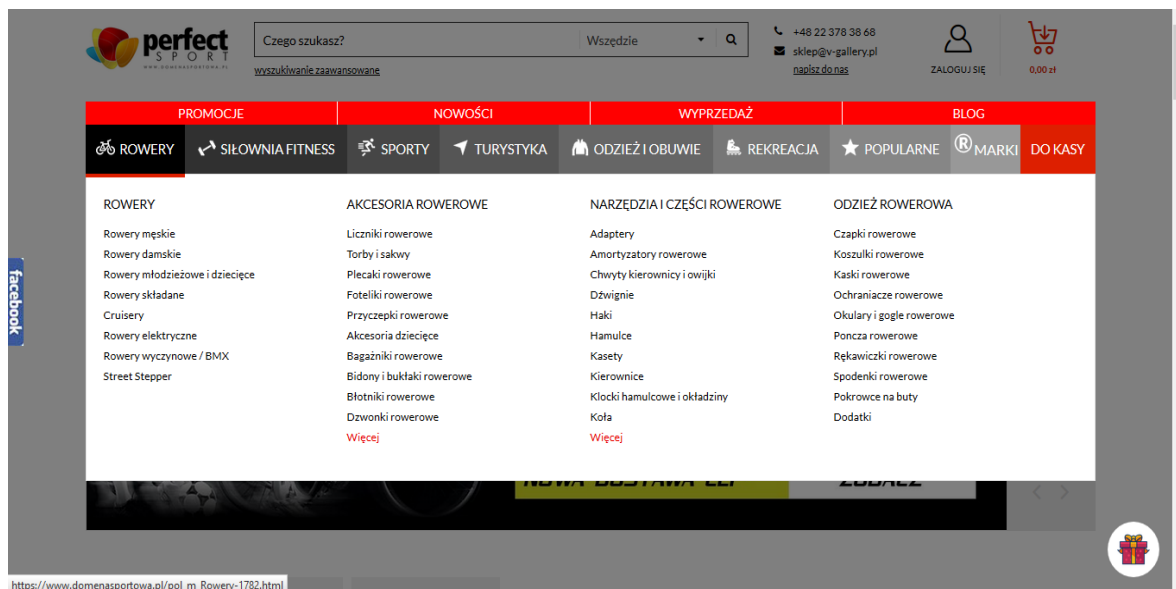 perfect
SPORT
WWW.DOMENASPORTOWA.PL
Czego szukasz?
Wszędzie
wyszukiwanie zaawansowane
+48 22 378 38 68
sklep@v-gallery.pl
napisz do nas
ZALOGUJ SIĘ
0,00 zł
PROMOCJE
NOWOŚCI
WYPRZEDAŻ
BLOG
ROWERY
SIŁOWNIA FITNESS
SPORTY
TURYSTYKA
ODZIEŻ I OBUWIE
REKREACJA
POPULARNE
® MARKI
DO KASY
ROWERY
Rowery męskie
Rowery damskie
Rowery młodzieżowe i dziecięce
Rowery składane
Cruisery
Rowery elektryczne
Rowery wyczynowe / BMX
Street Stepper
AKCESORIA ROWEROWE
Liczniki rowerowe
Torby i sakwy
Plecaki rowerowe
Foteliki rowerowe
Przyczepki rowerowe
Akcesoria dziecięce
Bagażniki rowerowe
Bidony i bukłaki rowerowe
Błotniki rowerowe
Dzwonki rowerowe
Więcej
NARZĘDZIA I CZĘŚCI ROWEROWE
Adaptery
Amortyzatory rowerowe
Chwyty kierownicy i owijki
Dźwignie
Haki
Hamulce
Kasety
Kierownice
Klocki hamulcowe i okładziny
Koła
Więcej
ODZIEŻ ROWEROWA
Czapki rowerowe
Koszulki rowerowe
Kaski rowerowe
Ochraniacze rowerowe
Okulary i gogle rowerowe
Poncza rowerowe
Rękawiczki rowerowe
Spodenki rowerowe
Pokrowce na buty
Dodatki
facebook
NOWA DOSTAWA
ZOBACZ
https://www.domenasportowa.pl/pol_m_Rowery-1782.html